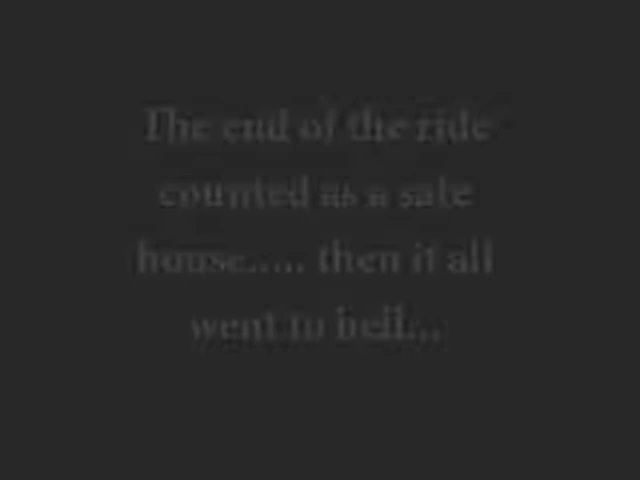 The end of the ride
counted as a safe
house..... then it all
went to hell....